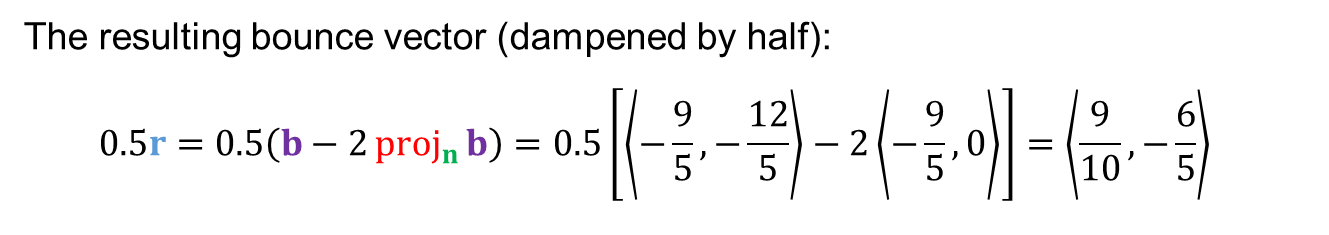 The resulting bounce vector (dampened by half):
0.5r = 0.5(b − 2 projₙ b) = 0.5 [⟨−9/5, −12/5⟩ − 2⟨−9/5, 0⟩] = ⟨9/10, −6/5⟩